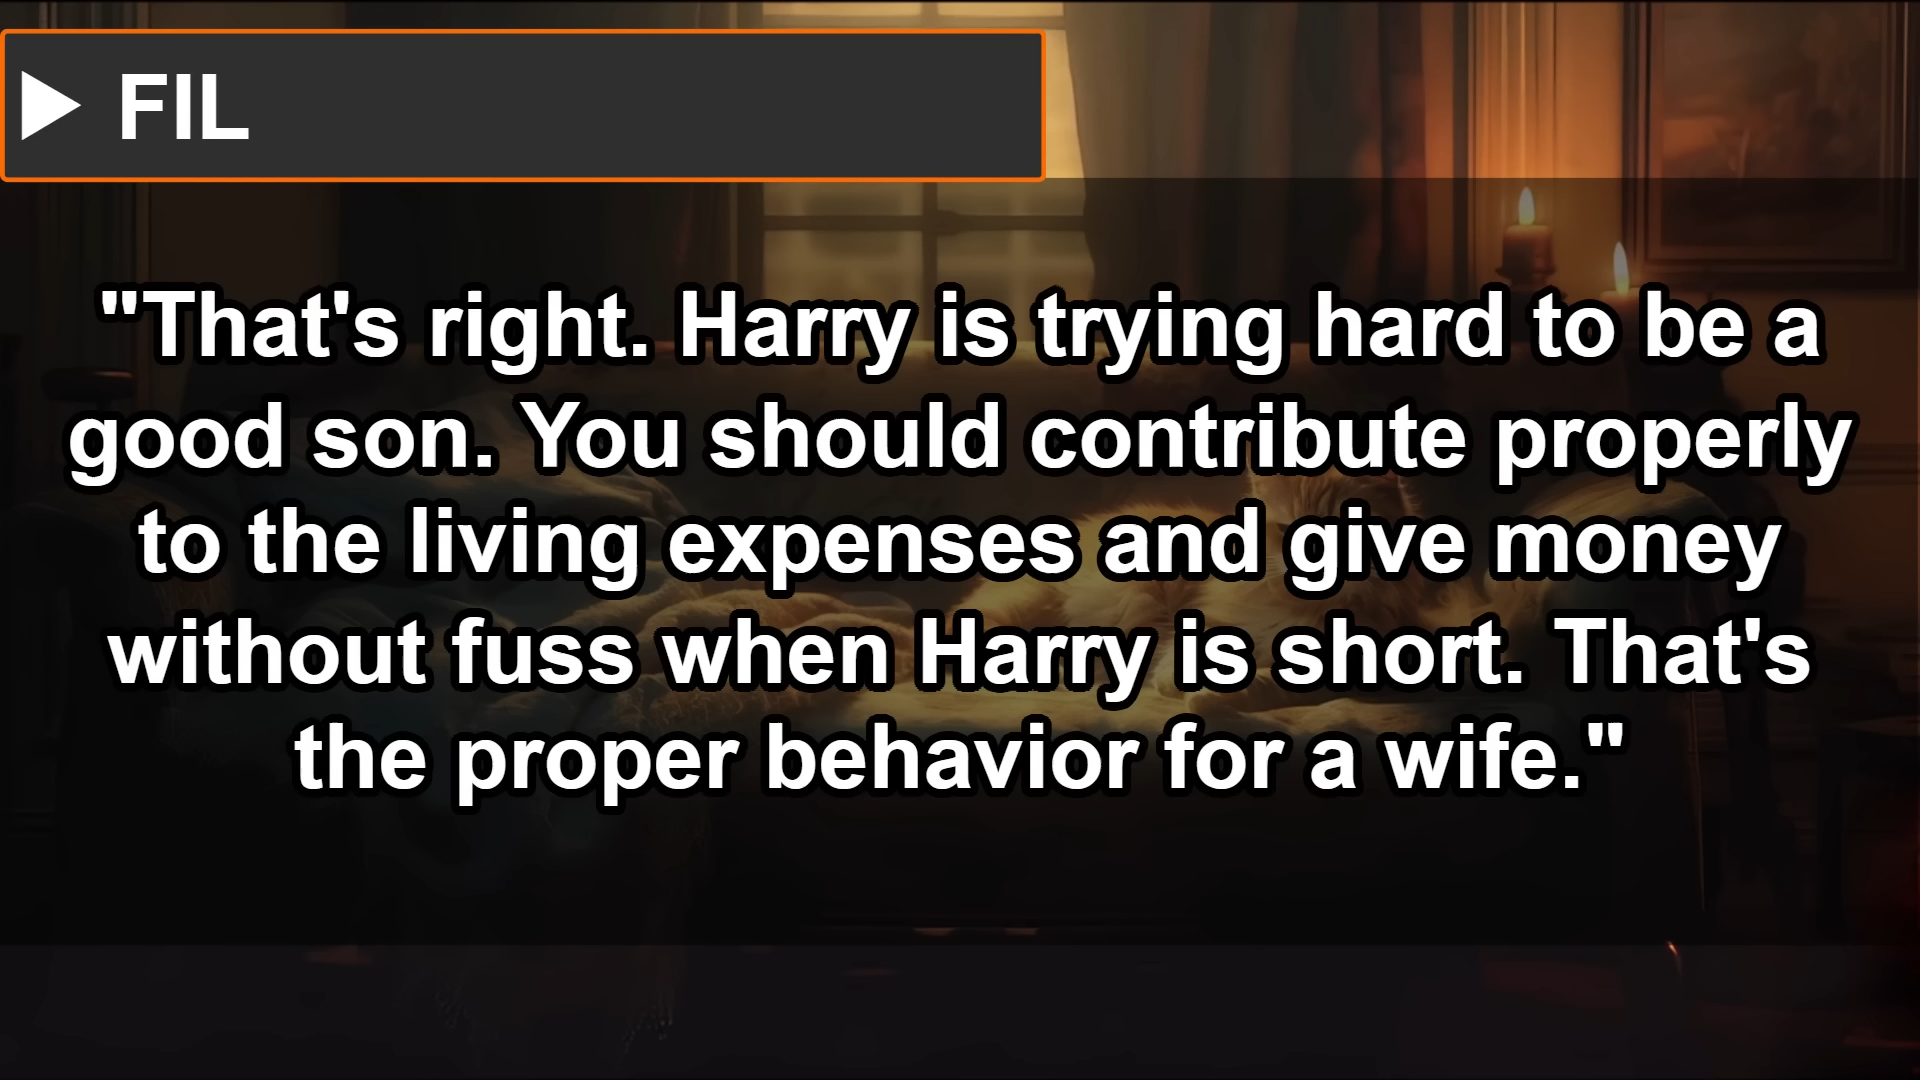 FIL
"That's right. Harry is trying hard to be a
good son. You should contribute properly
to the living expenses and give money
without fuss when Harry is short. That's
the proper behavior for a wife."